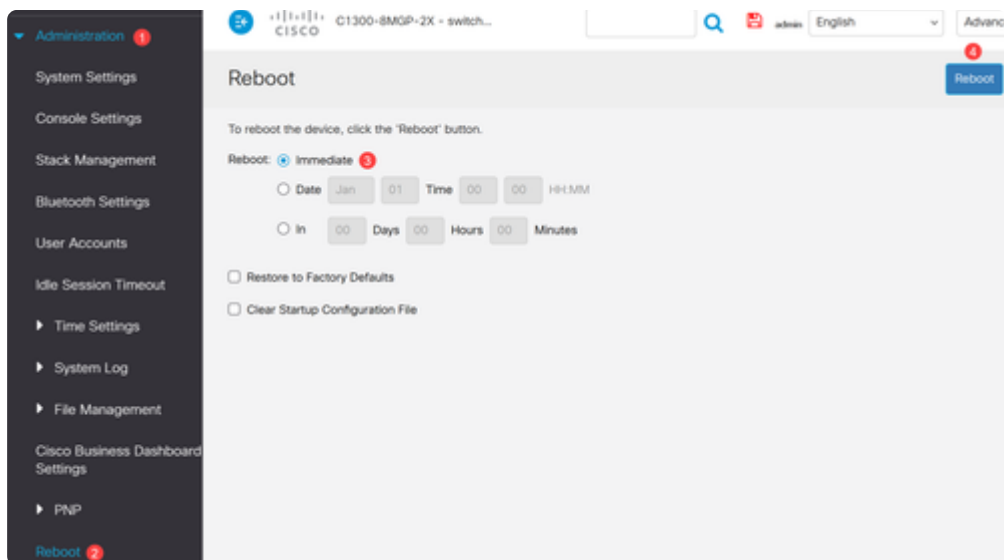 Administration 1
System Settings
Console Settings
Stack Management
Bluetooth Settings
User Accounts
Idle Session Timeout
Time Settings
System Log
File Management
Cisco Business Dashboard
Settings
PNP
Reboot 2
CISCO C1300-8MGP-2X - switch... admin English Advanc
Reboot
4
Reboot
To reboot the device, click the 'Reboot' button.
Reboot: Immediate 3
Date Jan 01 Time 00 00 HH:MM
In 00 Days 00 Hours 00 Minutes
Restore to Factory Defaults
Clear Startup Configuration File